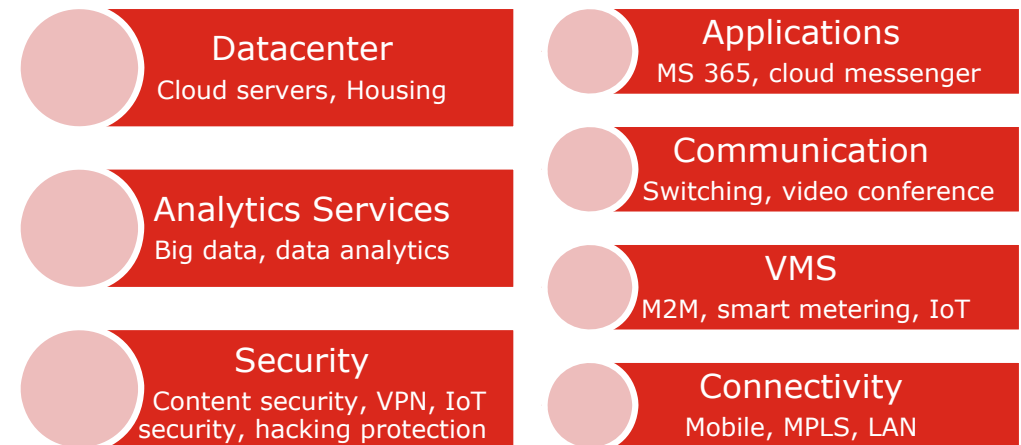 Datacenter
Cloud servers, Housing
Analytics Services
Big data, data analytics
Security
Content security, VPN, IoT
security, hacking protection
Applications
MS 365, cloud messenger
Communication
Switching, video conference
VMS
M2M, smart metering, IoT
Connectivity
Mobile, MPLS, LAN